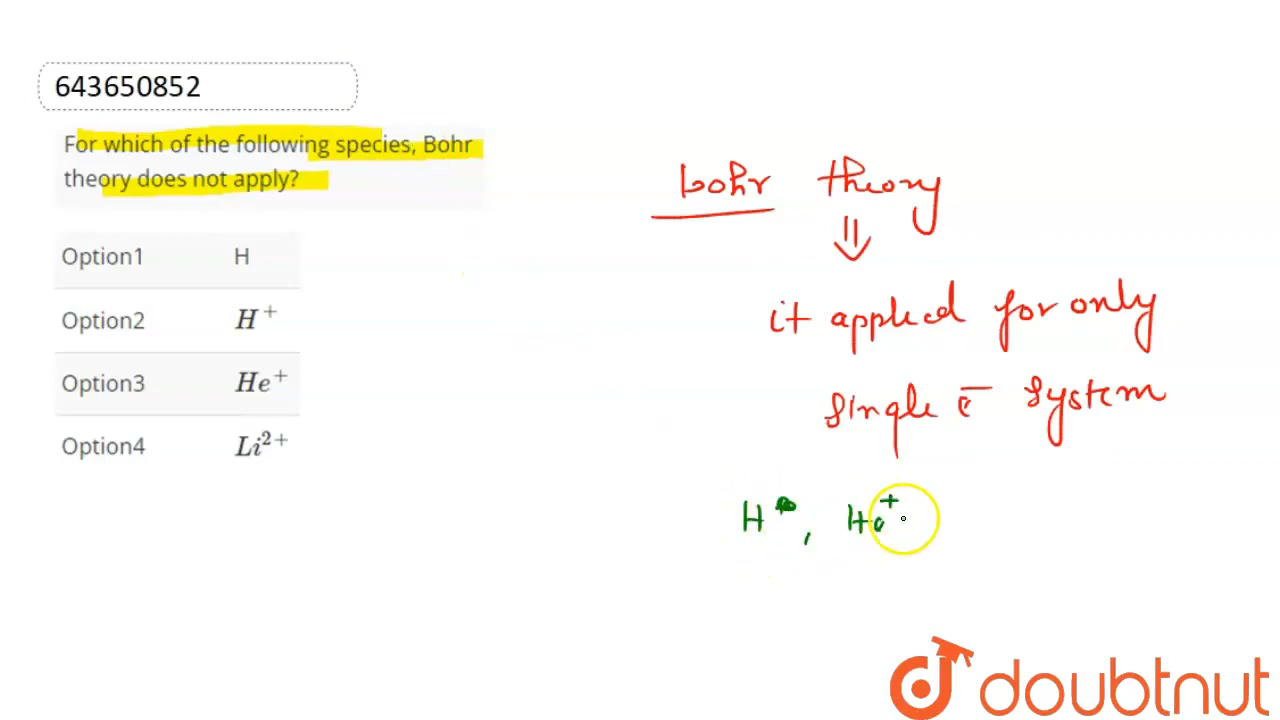 643650852
For which of the following species, Bohr
theory does not apply?
Option1 H
Option2 H⁺
Option3 He⁺
Option4 Li²⁺
bohr theory
⇓
it applied for only
single e⁻ system
H , He⁺
doubtnut